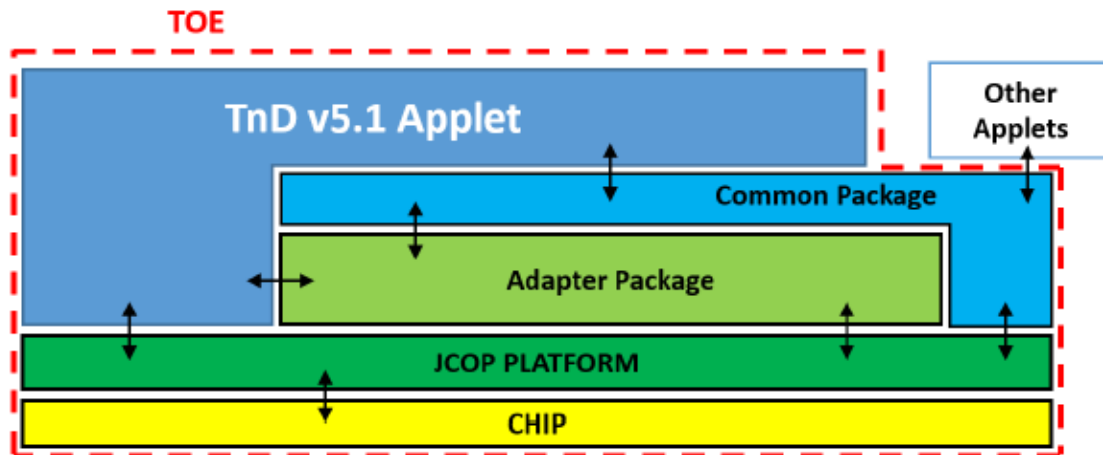 TOE
TnD v5.1 Applet
Other
Applets
Common Package
Adapter Package
JCOP PLATFORM
CHIP